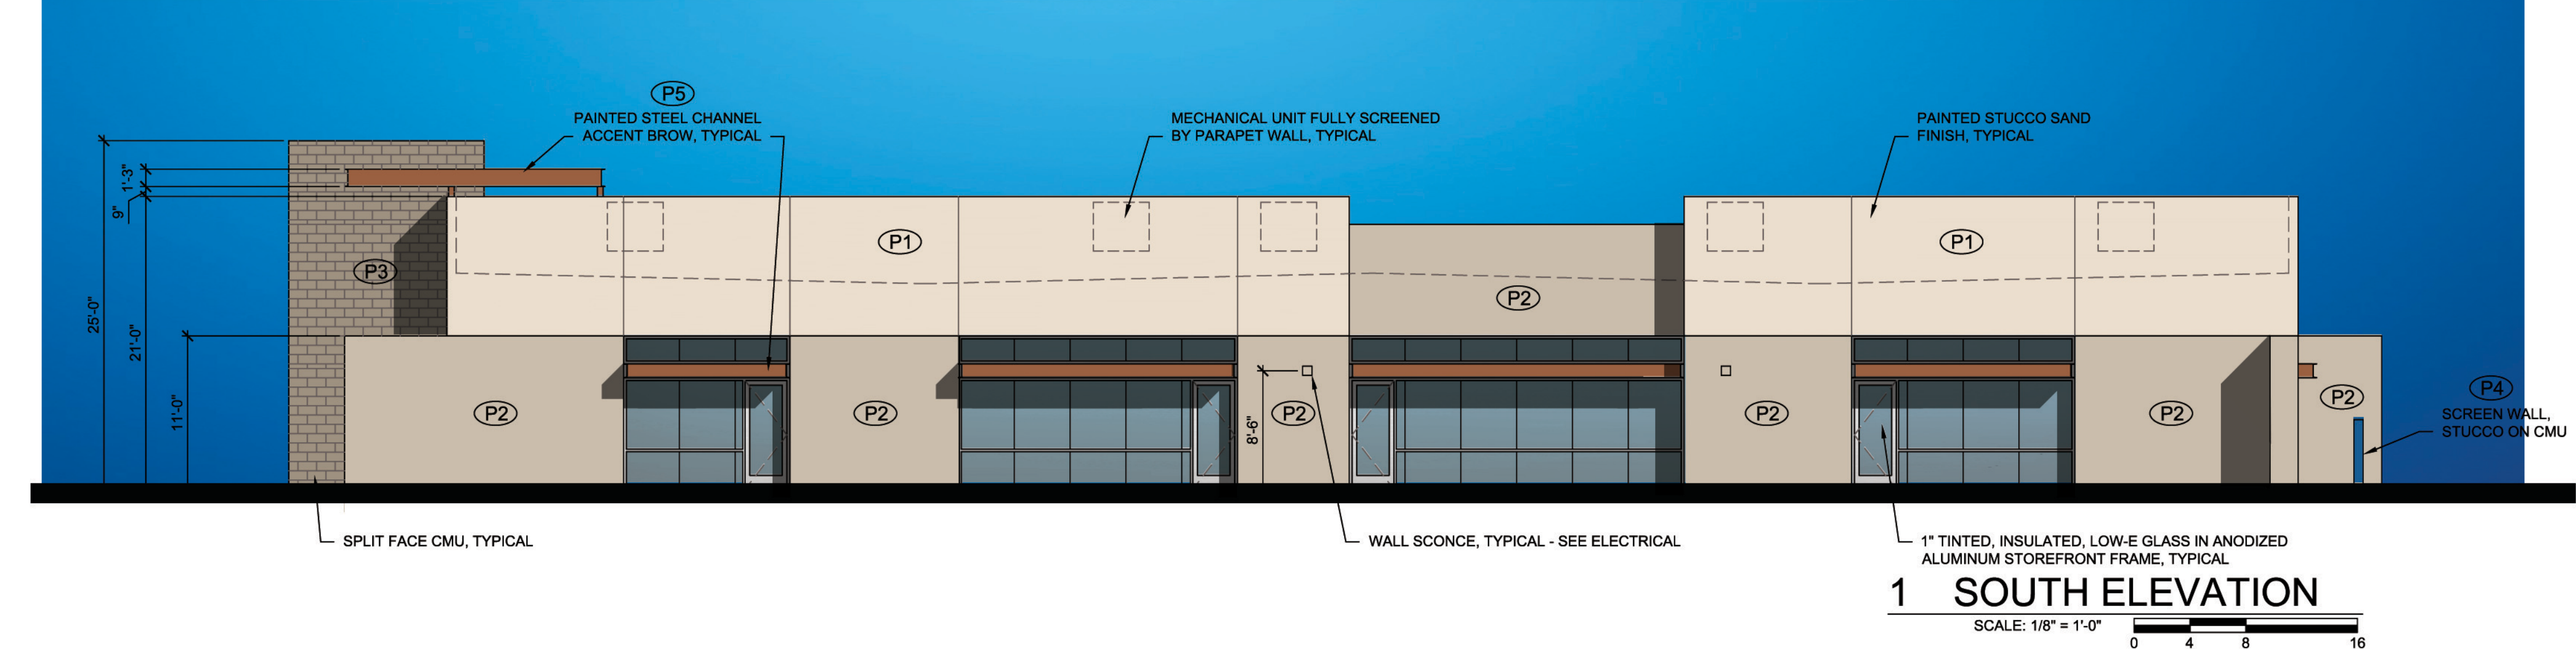 P5
PAINTED STEEL CHANNEL
ACCENT BROW, TYPICAL
MECHANICAL UNIT FULLY SCREENED
BY PARAPET WALL, TYPICAL
PAINTED STUCCO SAND
FINISH, TYPICAL
1'-3"
9"
25'-0"
21'-0"
11'-0"
P3
P1
P2
P1
P2
P2
8'-6"
P2
P2
P2
P2
P4
SCREEN WALL,
STUCCO ON CMU
SPLIT FACE CMU, TYPICAL
WALL SCONCE, TYPICAL - SEE ELECTRICAL
1" TINTED, INSULATED, LOW-E GLASS IN ANODIZED
ALUMINUM STOREFRONT FRAME, TYPICAL
1 SOUTH ELEVATION
SCALE: 1/8" = 1'-0"
0 4 8 16